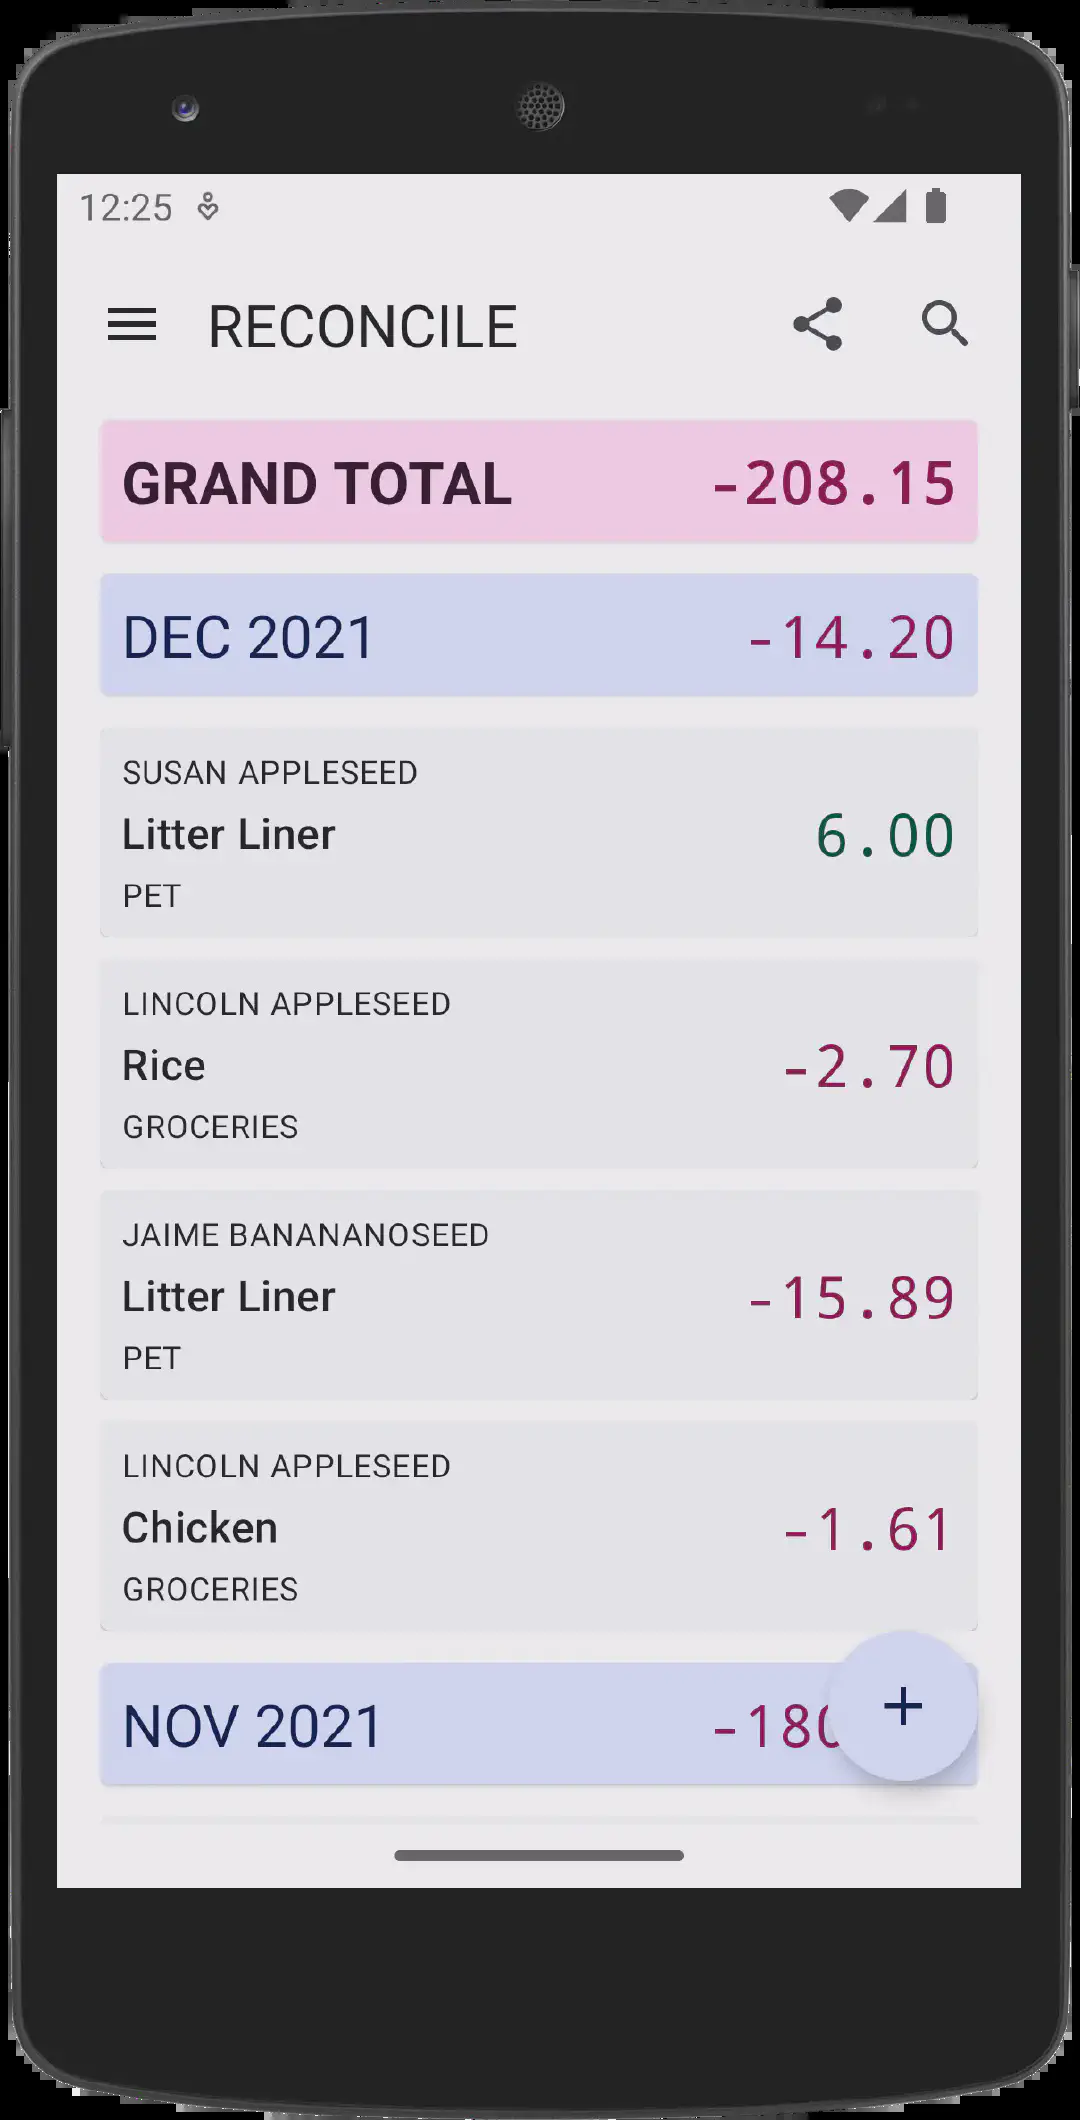 12:25
RECONCILE
GRAND TOTAL -208.15
DEC 2021 -14.20
SUSAN APPLESEED
Litter Liner 6.00
PET
LINCOLN APPLESEED
Rice -2.70
GROCERIES
JAIME BANANANOSEED
Litter Liner -15.89
PET
LINCOLN APPLESEED
Chicken -1.61
GROCERIES
NOV 2021